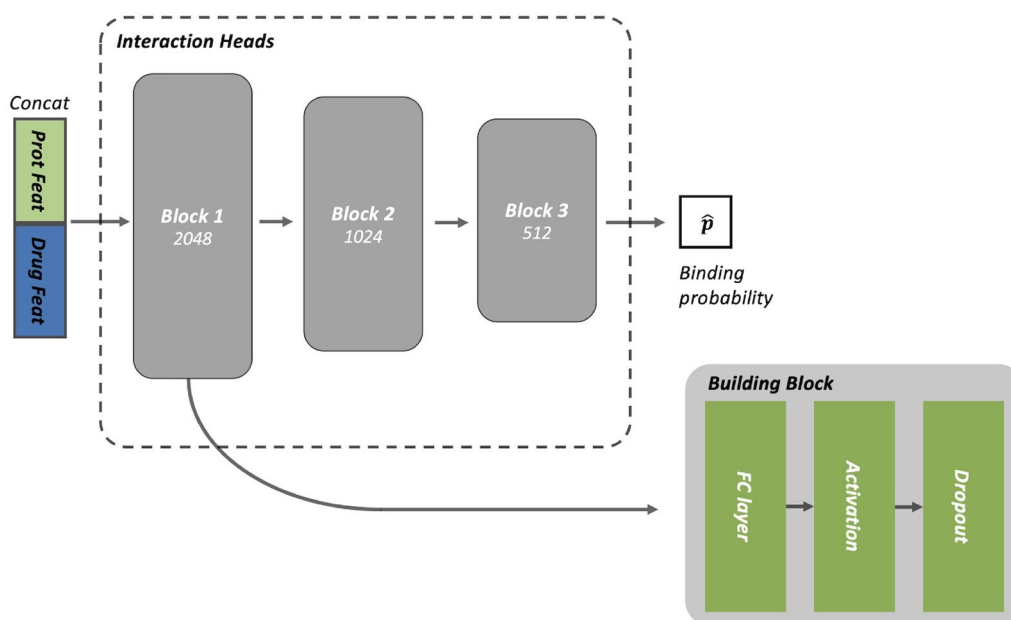 Interaction Heads
Concat
Prot Feat
Drug Feat
Block 1
2048
Block 2
1024
Block 3
512
p̂
Binding
probability
Building Block
FC layer
Activation
Dropout